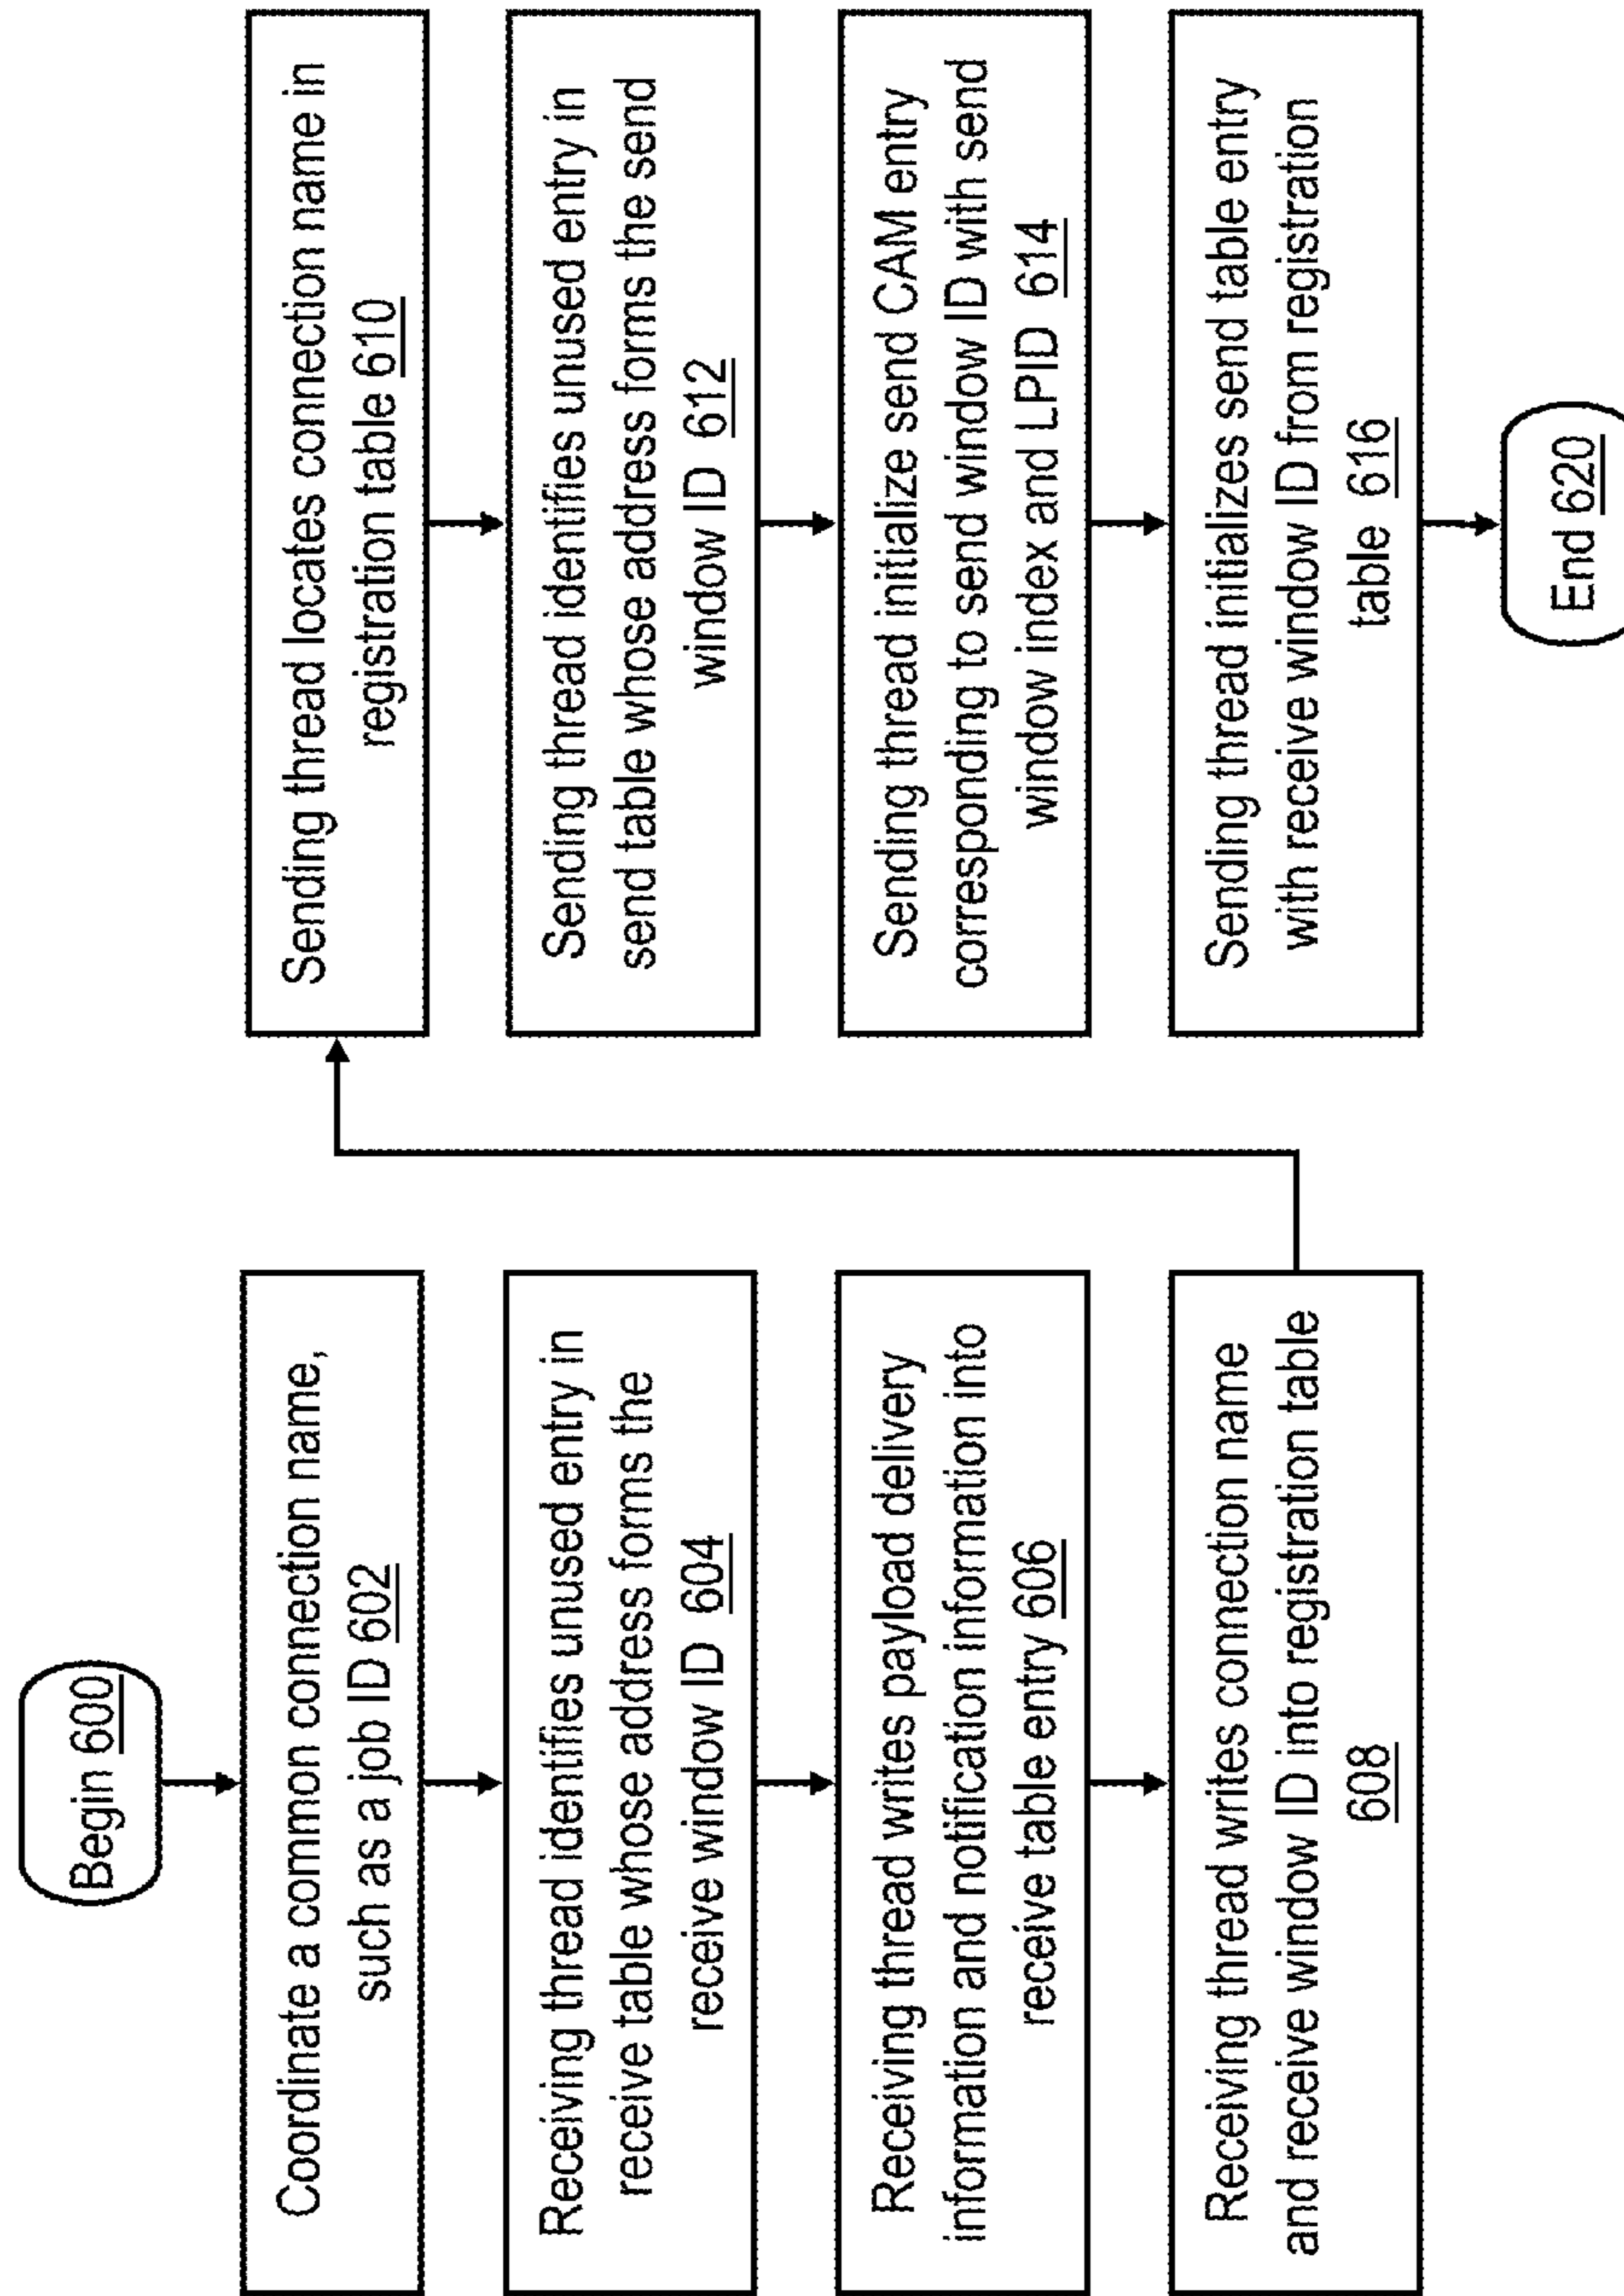 Begin 600
Coordinate a common connection name,
such as a job ID 602
Receiving thread identifies unused entry in
receive table whose address forms the
receive window ID 604
Receiving thread writes payload delivery
information and notification information into
receive table entry 606
Receiving thread writes connection name
and receive window ID into registration table
608
Sending thread locates connection name in
registration table 610
Sending thread identifies unused entry in
send table whose address forms the send
window ID 612
Sending thread initialize send CAM entry
corresponding to send window ID with send
window index and LPID 614
Sending thread initializes send table entry
with receive window ID from registration
table 616
End 620